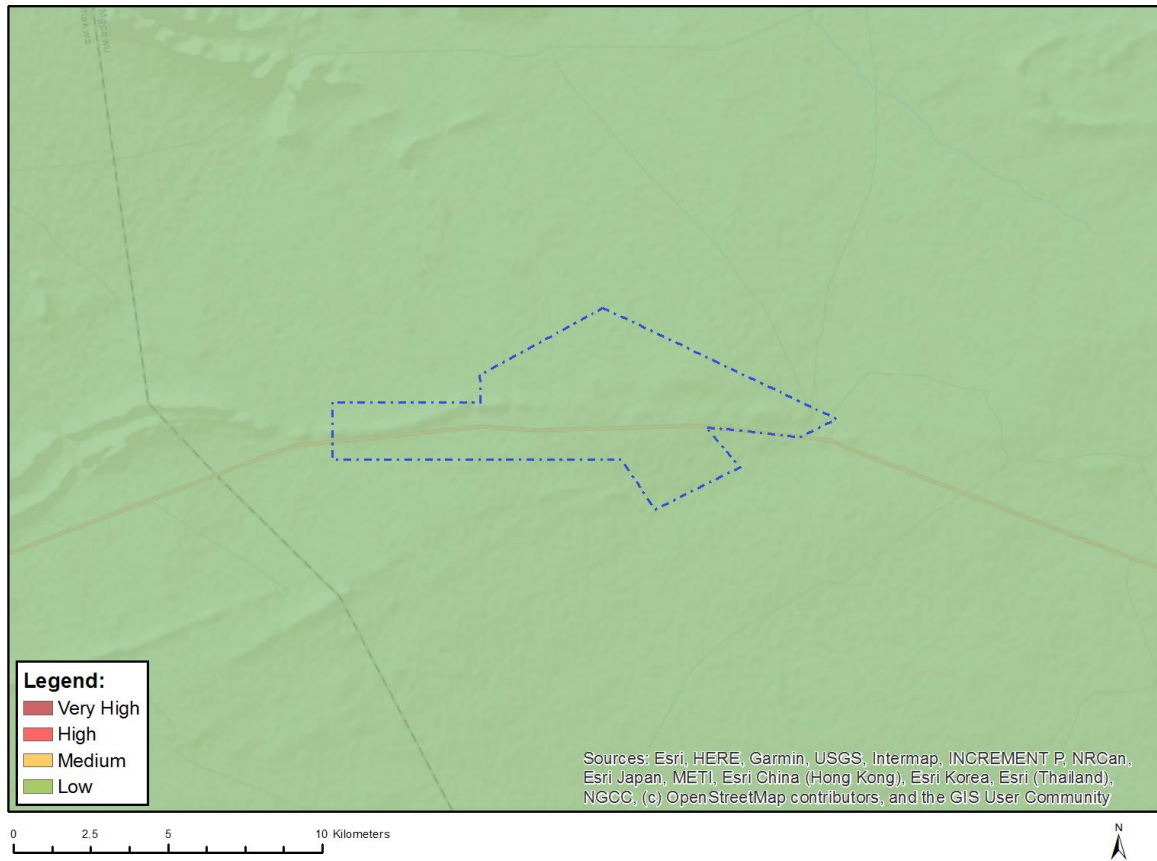 makwa
Mgcawu
Legend:
Very High
High
Medium
Low
Sources: Esri, HERE, Garmin, USGS, Intermap, INCREMENT P, NRCan,
Esri Japan, METI, Esri China (Hong Kong), Esri Korea, Esri (Thailand),
NGCC, (c) OpenStreetMap contributors, and the GIS User Community
0 2.5 5 10 Kilometers
N